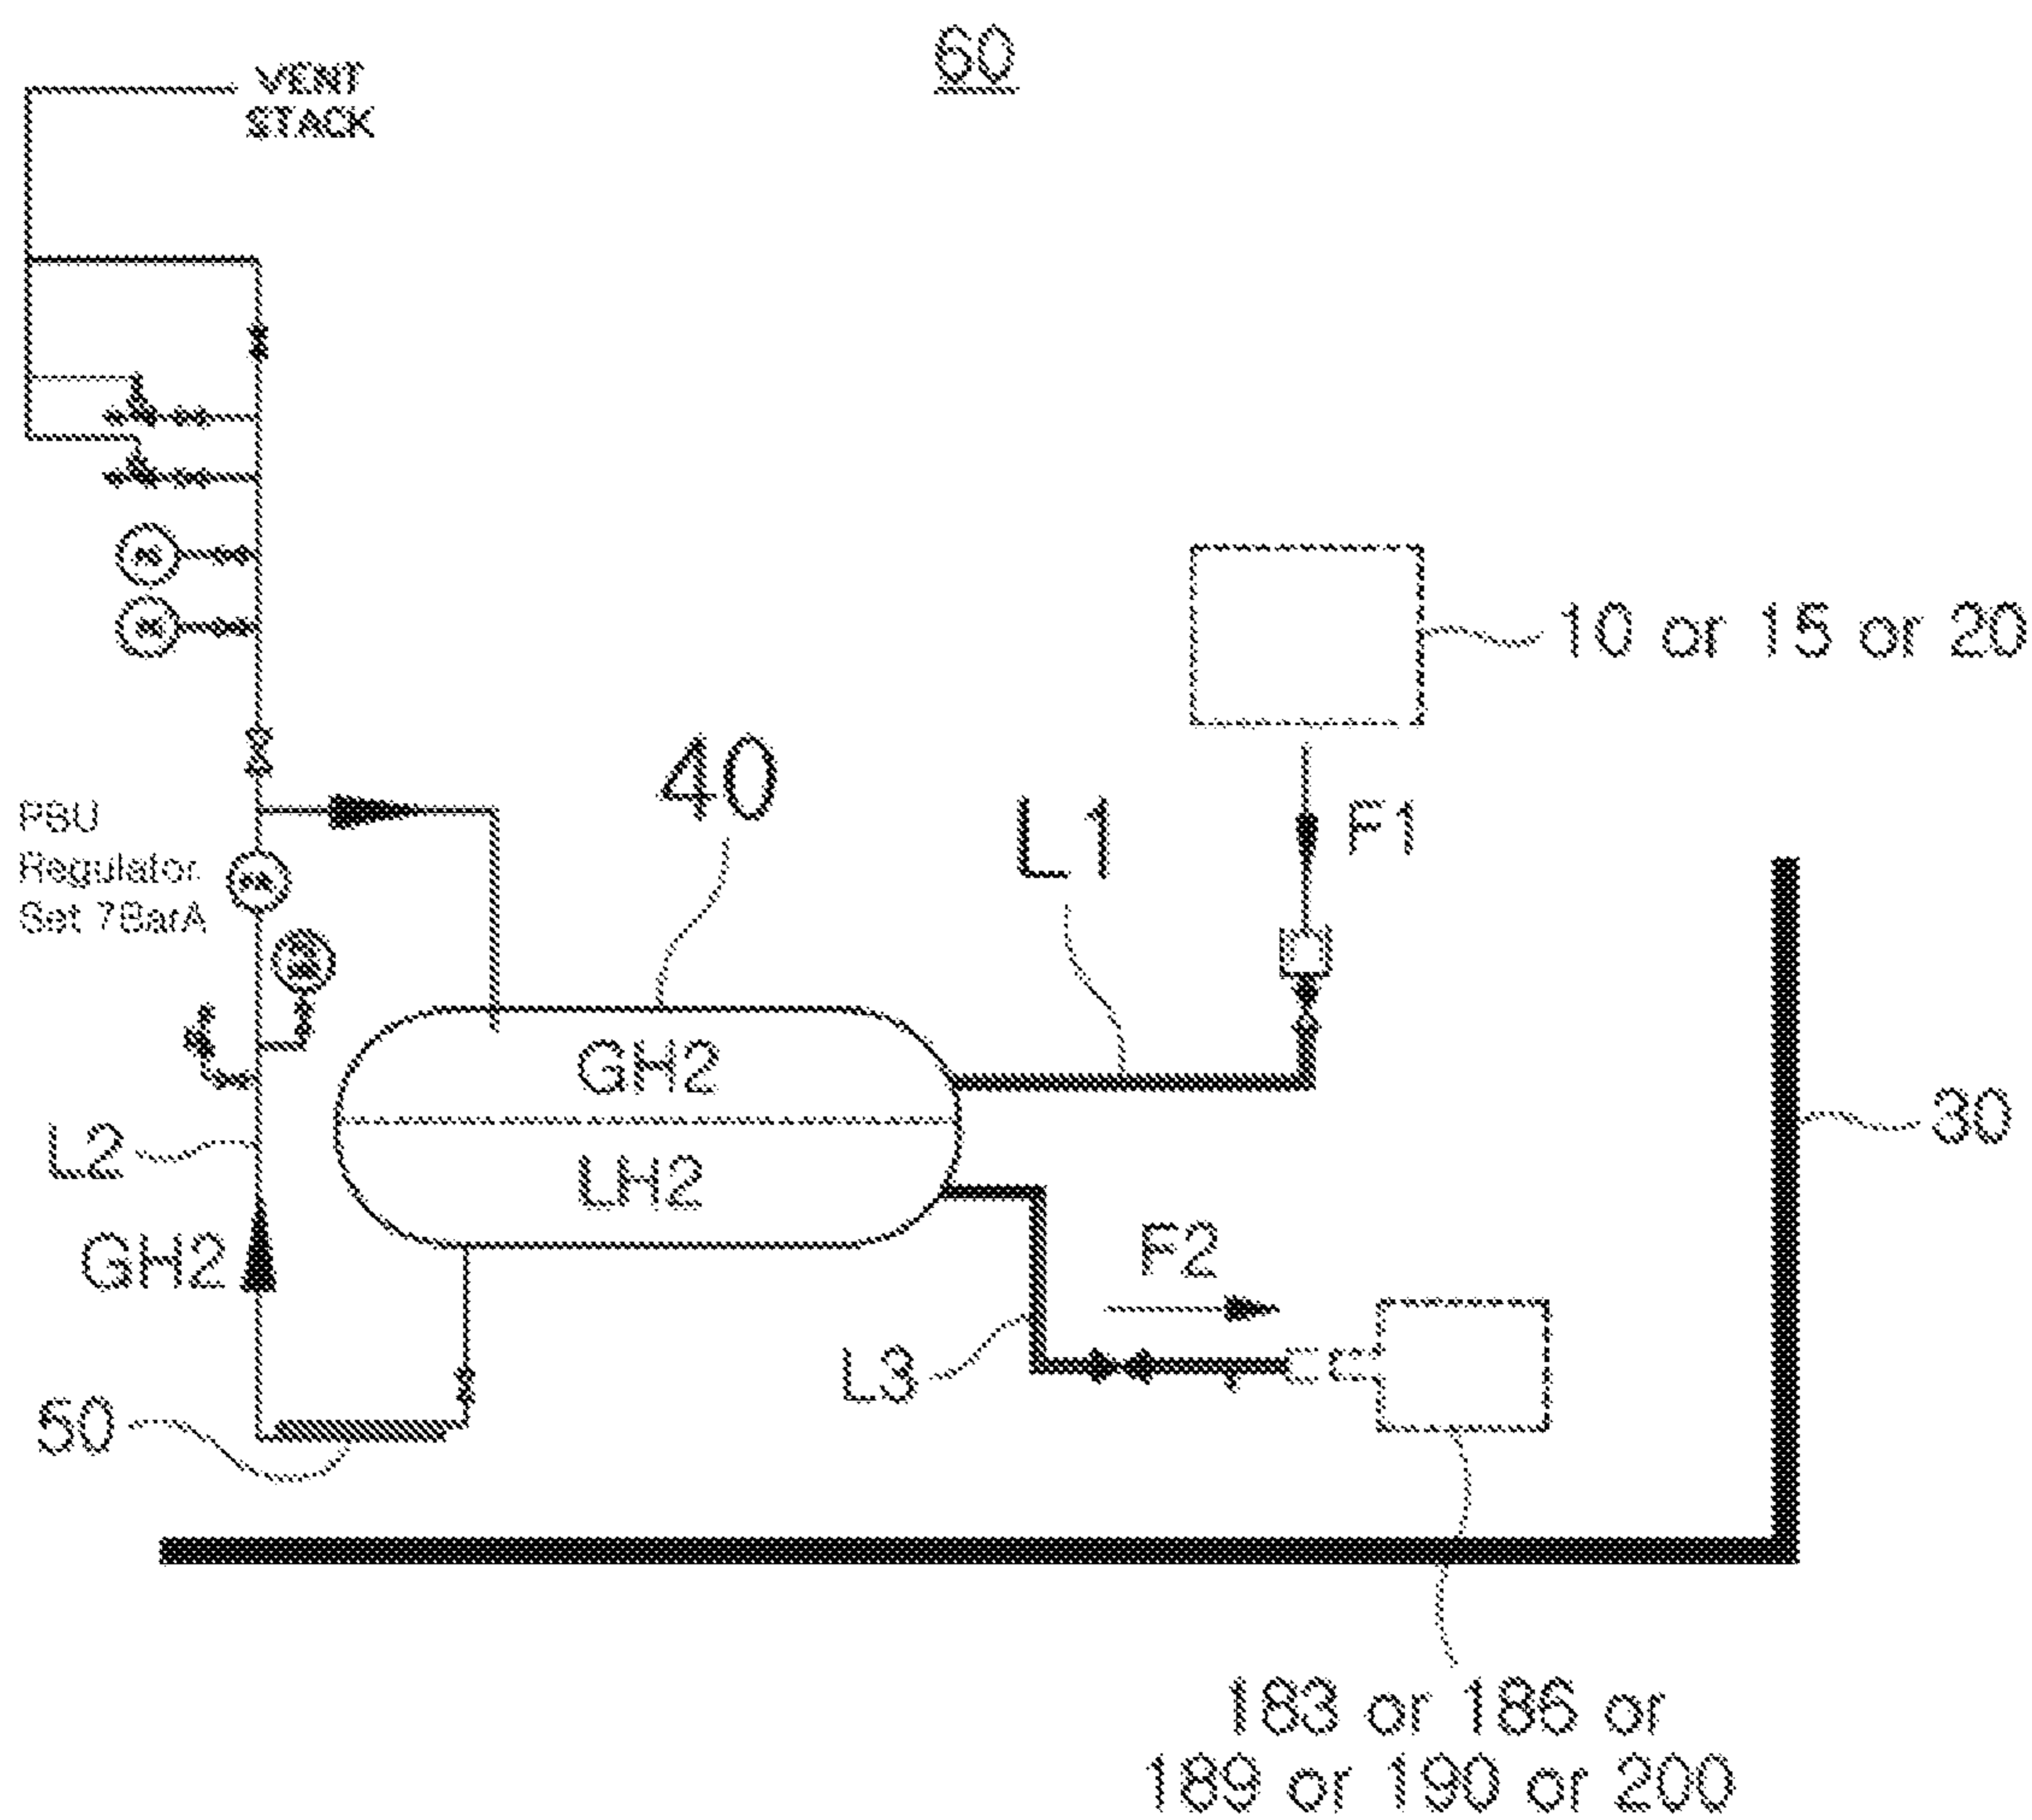 60
VENT
STACK
10 or 15 or 20
F1
40
L1
PBU
Regulator
Set 7BarA
GH2
30
L2
LH2
GH2
F2
L3
50
183 or 186 or
189 or 190 or 200